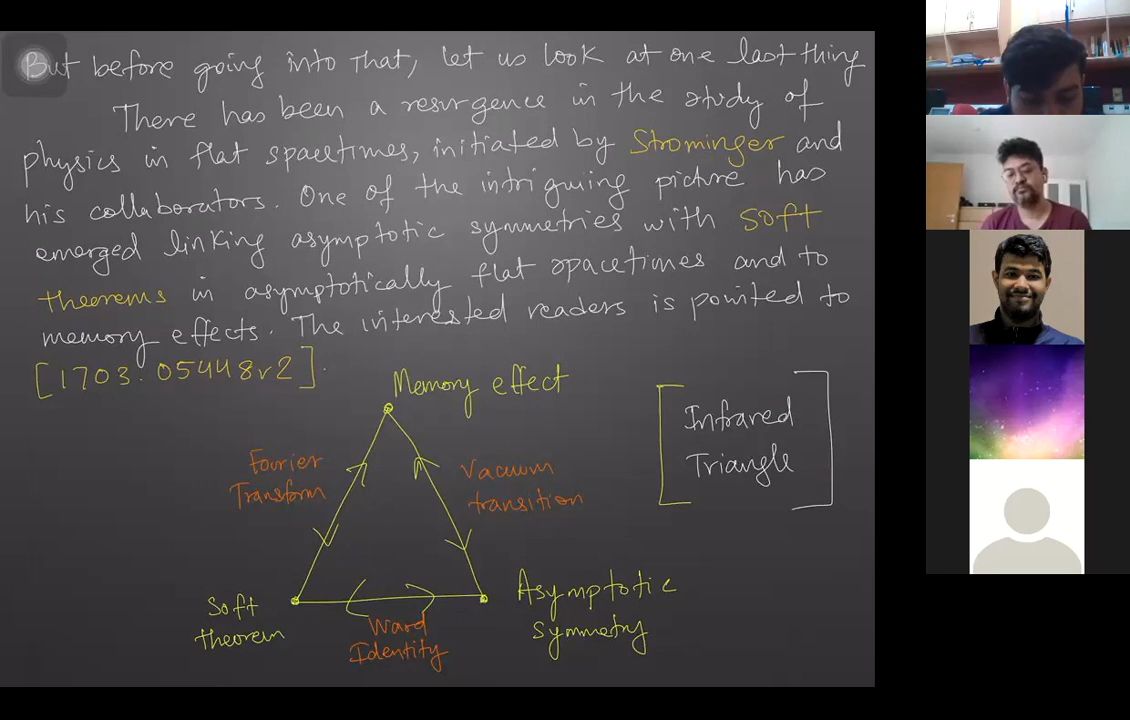 But before going into that, let us look at one last thing
There has been a resurgence in the study of
physics in flat spacetimes, initiated by Strominger and
his collaborators. One of the intriguing picture has
emerged linking asymptotic symmetries with soft
theorems in asymptotically flat spacetimes and to
memory effects. The interested readers is pointed to
[1703.05448v2].
Memory effect
Infrared
Triangle
Fourier
Transform
Vacuum
transition
Soft
theorem
Ward
Identity
Asymptotic
symmetry